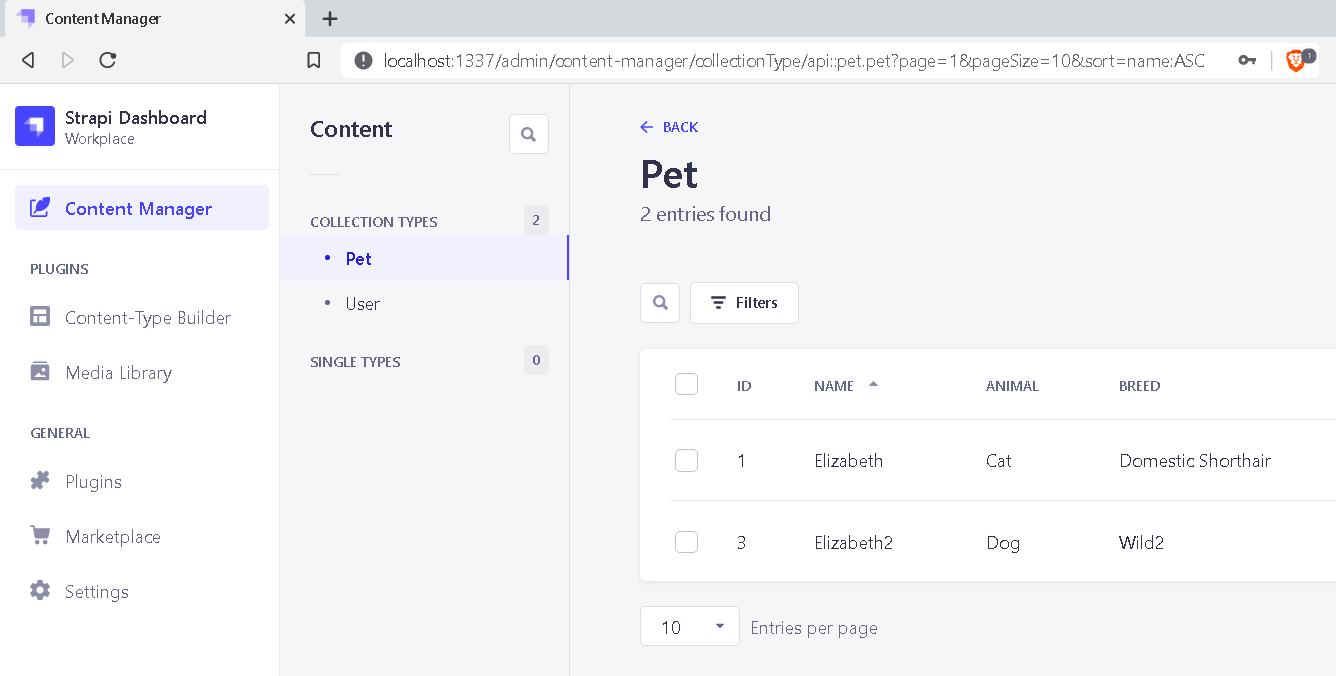 Content Manager
localhost:1337/admin/content-manager/collectionType/api::pet.pet?page=1&pageSize=10&sort=name:ASC
1
Strapi Dashboard
Workplace
Content Manager
PLUGINS
Content-Type Builder
Media Library
GENERAL
Plugins
Marketplace
Settings
Content
COLLECTION TYPES 2
Pet
User
SINGLE TYPES 0
BACK
Pet
2 entries found
Filters
ID NAME ANIMAL BREED
1 Elizabeth Cat Domestic Shorthair
3 Elizabeth2 Dog Wild2
10 Entries per page